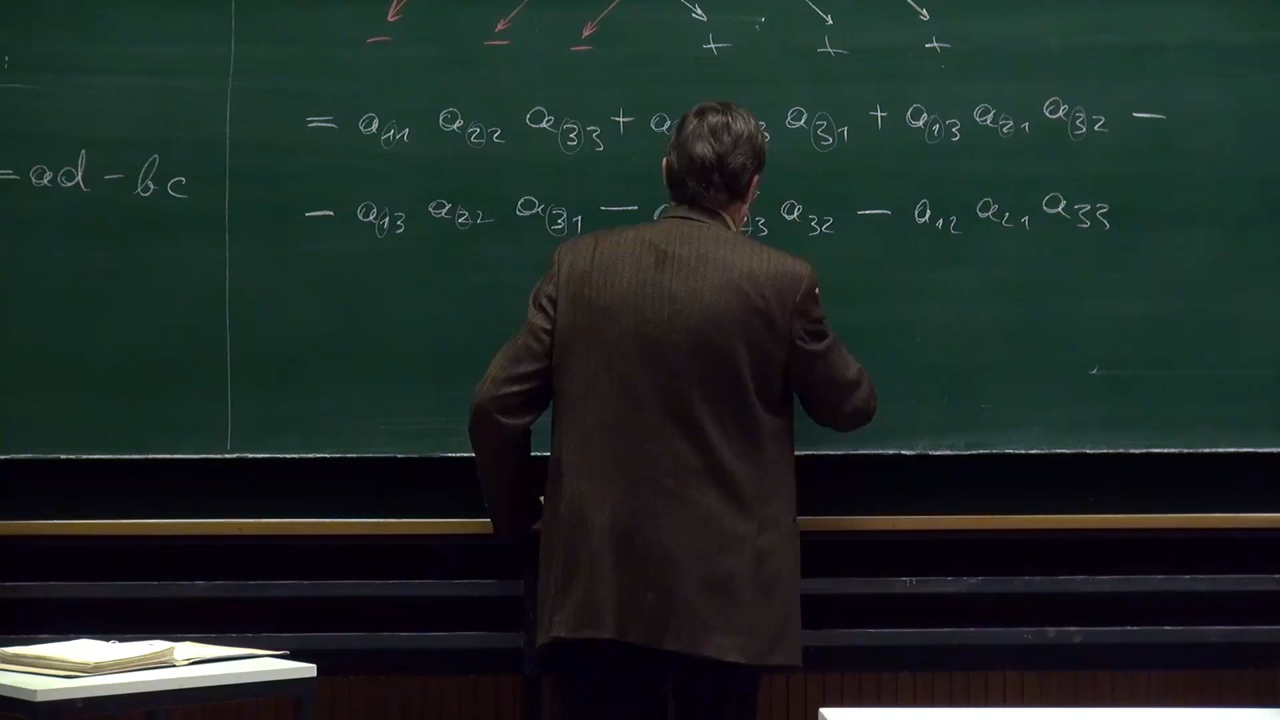 − − − + + +
= a₁₁ a₂₂ a₃₃ + a a₃₁ + a₁₃ a₂₁ a₃₂ −
− a₁₃ a₂₂ a₃₁ − a₃₂ − a₁₂ a₂₁ a₃₃
= ad − bc